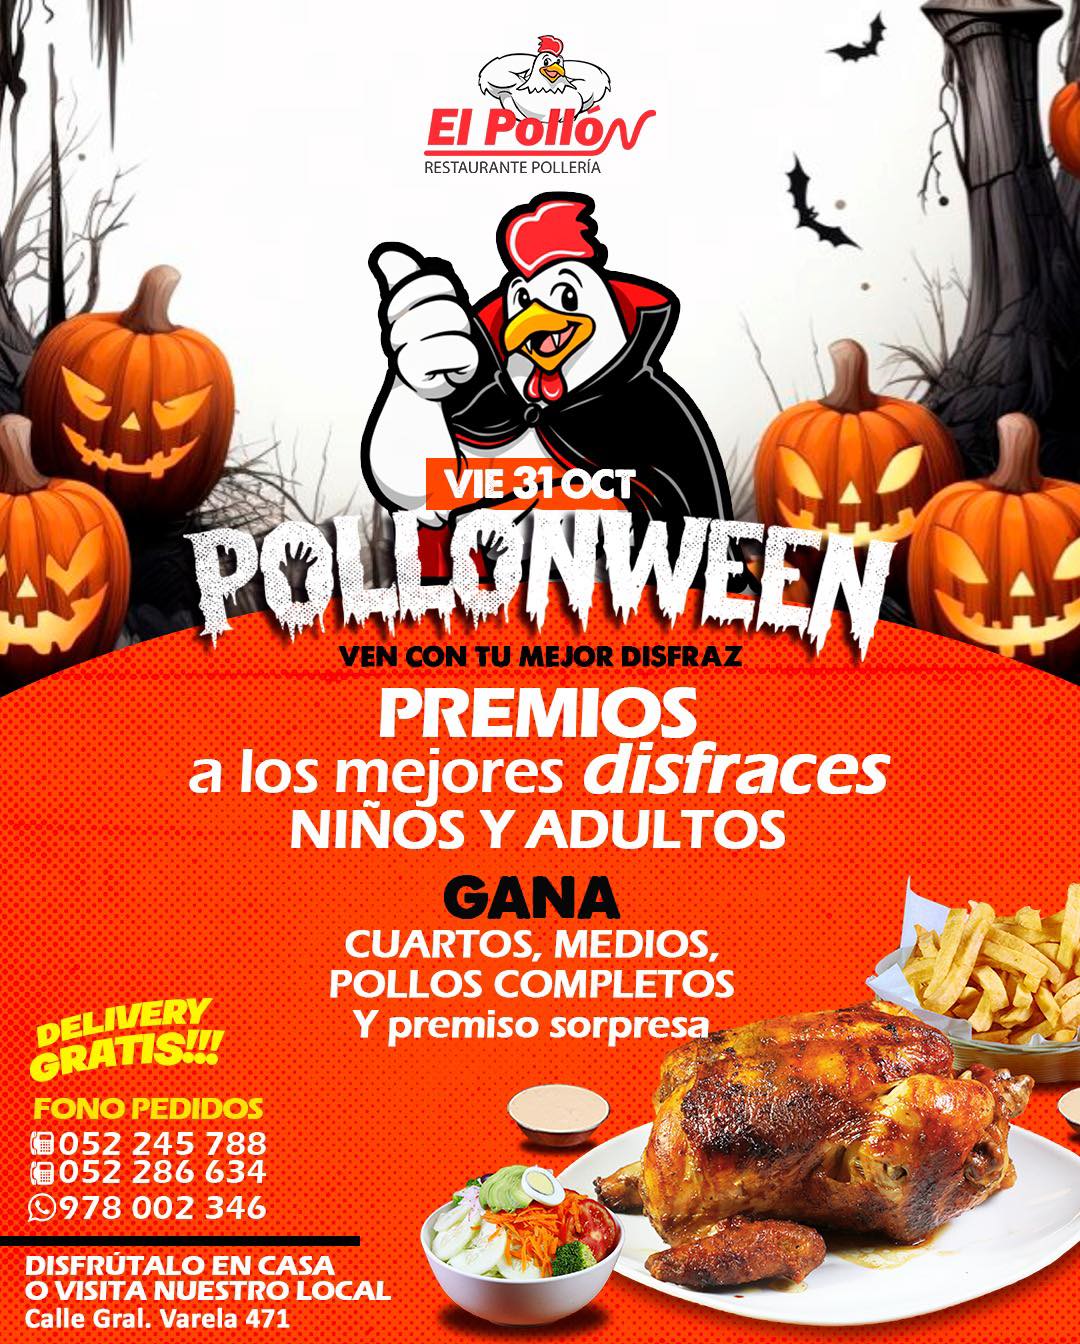 El Pollón
RESTAURANTE POLLERÍA
VIE 31 OCT
POLLONWEEN
VEN CON TU MEJOR DISFRAZ
PREMIOS
a los mejores disfraces
NIÑOS Y ADULTOS
GANA
CUARTOS, MEDIOS,
POLLOS COMPLETOS
Y premiso sorpresa
DELIVERY
GRATIS!!!
FONO PEDIDOS
052 245 788
052 286 634
978 002 346
DISFRÚTALO EN CASA
O VISITA NUESTRO LOCAL
Calle Gral. Varela 471